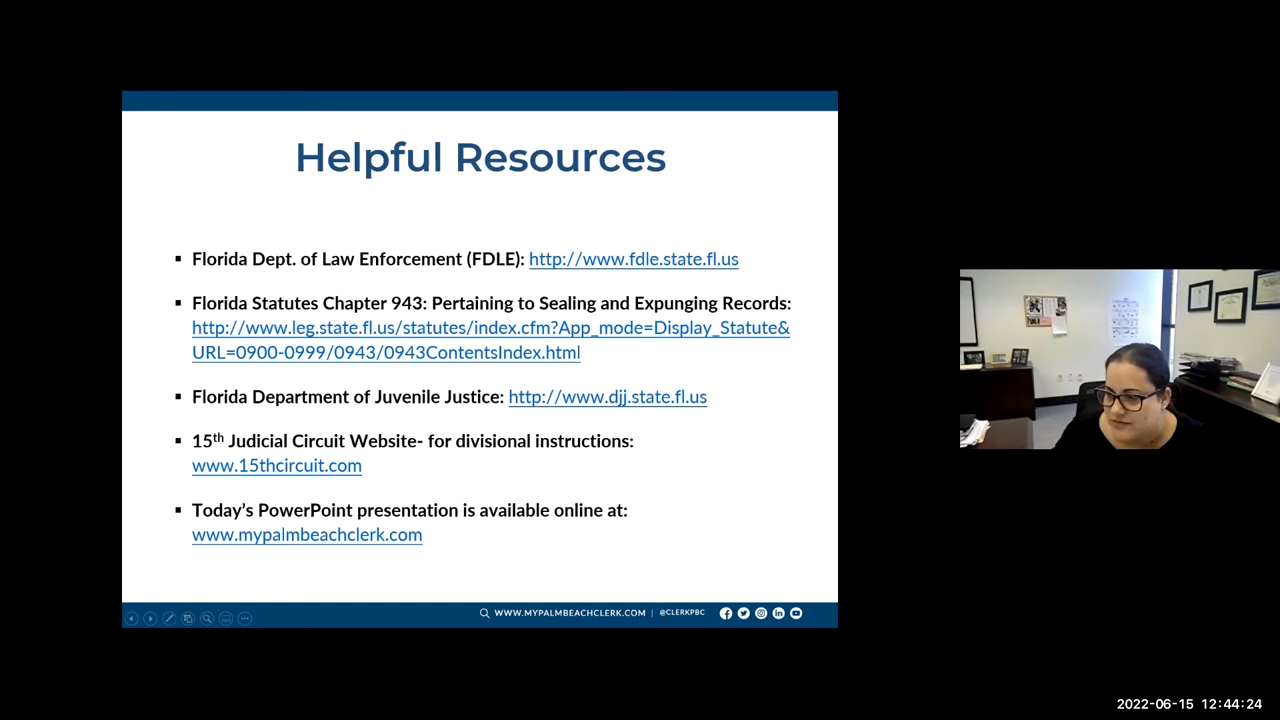 Helpful Resources
▪ Florida Dept. of Law Enforcement (FDLE): http://www.fdle.state.fl.us
▪ Florida Statutes Chapter 943: Pertaining to Sealing and Expunging Records:
http://www.leg.state.fl.us/statutes/index.cfm?App_mode=Display_Statute&
URL=0900-0999/0943/0943ContentsIndex.html
▪ Florida Department of Juvenile Justice: http://www.djj.state.fl.us
▪ 15th Judicial Circuit Website- for divisional instructions:
www.15thcircuit.com
▪ Today’s PowerPoint presentation is available online at:
www.mypalmbeachclerk.com
WWW.MYPALMBEACHCLERK.COM | @CLERKPBC
2022-06-15 12:44:24